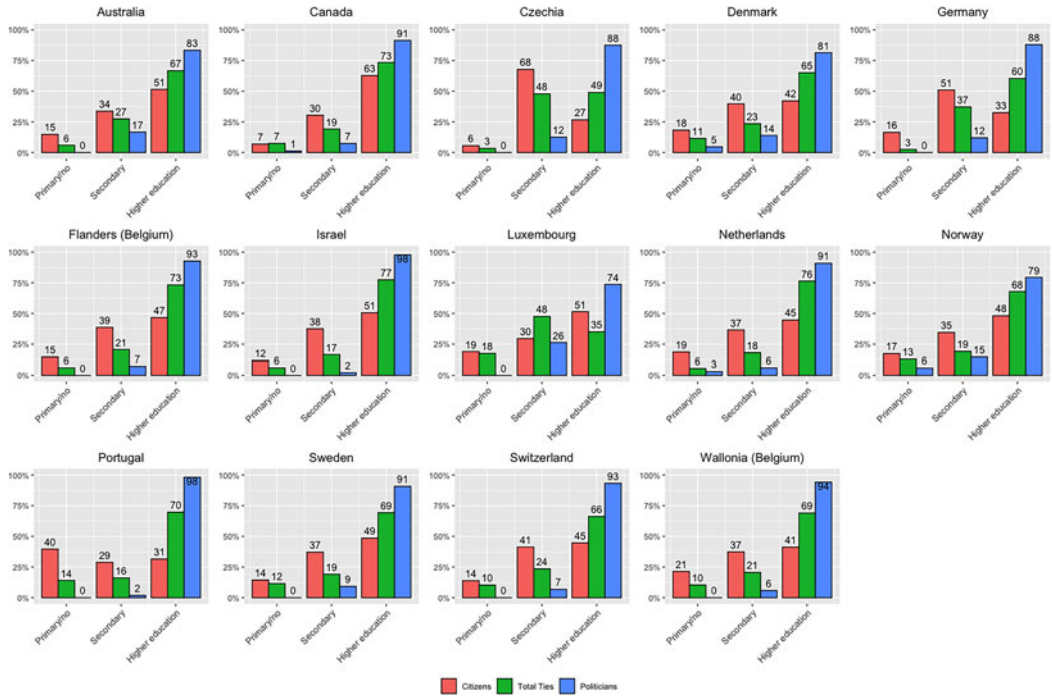 Australia Canada Czechia Denmark Germany
100% 91 100% 100% 88 100% 100% 88
83 81
75% 67 75% 63 73 75% 68 75% 65 75% 60
50% 51 50% 50% 48 49 50% 40 42 50% 51
34 27 30 27 23 37 33
25% 15 17 25% 19 25% 12 25% 18 11 14 25% 16 12
6 0 7 7 1 7 6 3 0 5 3 0
0% 0% 0% 0% 0%
Primary/no Secondary Higher education Primary/no Secondary Higher education Primary/no Secondary Higher education Primary/no Secondary Higher education Primary/no Secondary Higher education
Flanders (Belgium) Israel Luxembourg Netherlands Norway
100% 93 100% 98 100% 100% 91 100%
75% 73 75% 77 75% 74 75% 76 75% 68 79
50% 39 47 50% 38 51 50% 48 51 50% 37 45 50% 35 48
25% 15 21 25% 12 17 25% 19 18 30 26 35 25% 19 18 25% 17 13 19 15
6 0 7 6 0 2 0 6 3 6 6
0% 0% 0% 0% 0%
Primary/no Secondary Higher education Primary/no Secondary Higher education Primary/no Secondary Higher education Primary/no Secondary Higher education Primary/no Secondary Higher education
Portugal Sweden Switzerland Wallonia (Belgium)
100% 98 100% 91 100% 93 100% 94
75% 70 75% 69 75% 66 75% 69
50% 40 50% 37 49 50% 41 45 50% 37 41
25% 14 29 16 31 25% 14 12 19 25% 14 10 24 25% 21 10 21
0 2 0 9 0 7 0 6
0% 0% 0% 0%
Primary/no Secondary Higher education Primary/no Secondary Higher education Primary/no Secondary Higher education Primary/no Secondary Higher education
Citizens Total Ties Politicians